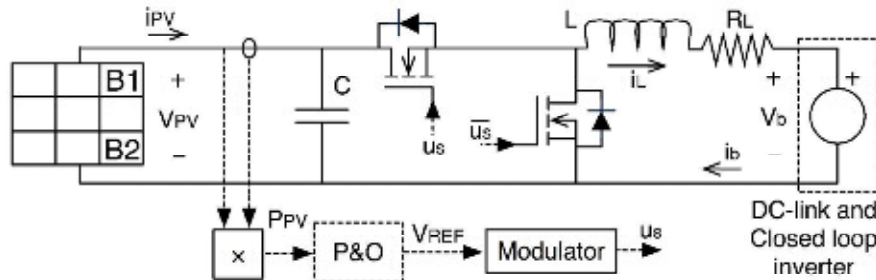 iPV
L
RL
B1
+
VPV
−
B2
C
us
us
iL
+
Vb
−
+
ib
PPV
×
P&O
VREF
Modulator
us
DC-link and
Closed loop
inverter